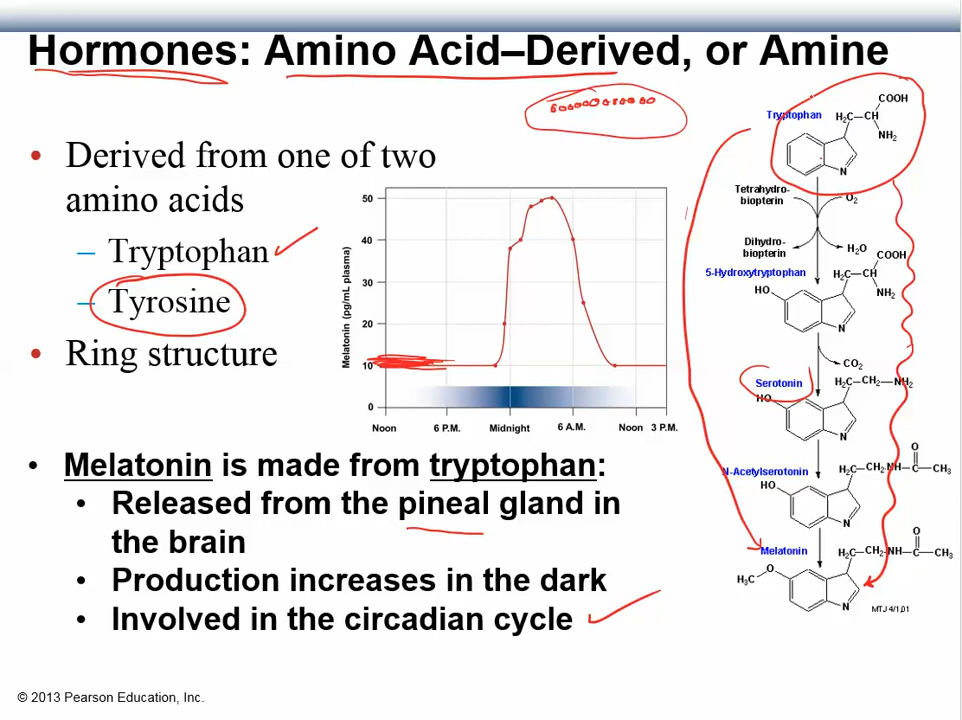 Hormones: Amino Acid–Derived, or Amine
• Derived from one of two
amino acids
– Tryptophan
– Tyrosine
• Ring structure
Melatonin (pg/mL plasma)
50
40
30
20
10
0
Noon 6 P.M. Midnight 6 A.M. Noon 3 P.M.
• Melatonin is made from tryptophan:
• Released from the pineal gland in
the brain
• Production increases in the dark
• Involved in the circadian cycle
Tryptophan
COOH
H₂C—CH
NH₂
N
Tetrahydro-
biopterin
O₂
Dihydro-
biopterin
H₂O
5-Hydroxytryptophan
COOH
H₂C—CH
NH₂
HO
N
CO₂
Serotonin
H₂C—CH₂—NH₂
HO
N
N-Acetylserotonin
O
H₂C—CH₂—NH—C—CH₃
HO
N
Melatonin
O
H₂C—CH₂—NH—C—CH₃
H₃C—O
N
MTJ 4/1,01
© 2013 Pearson Education, Inc.